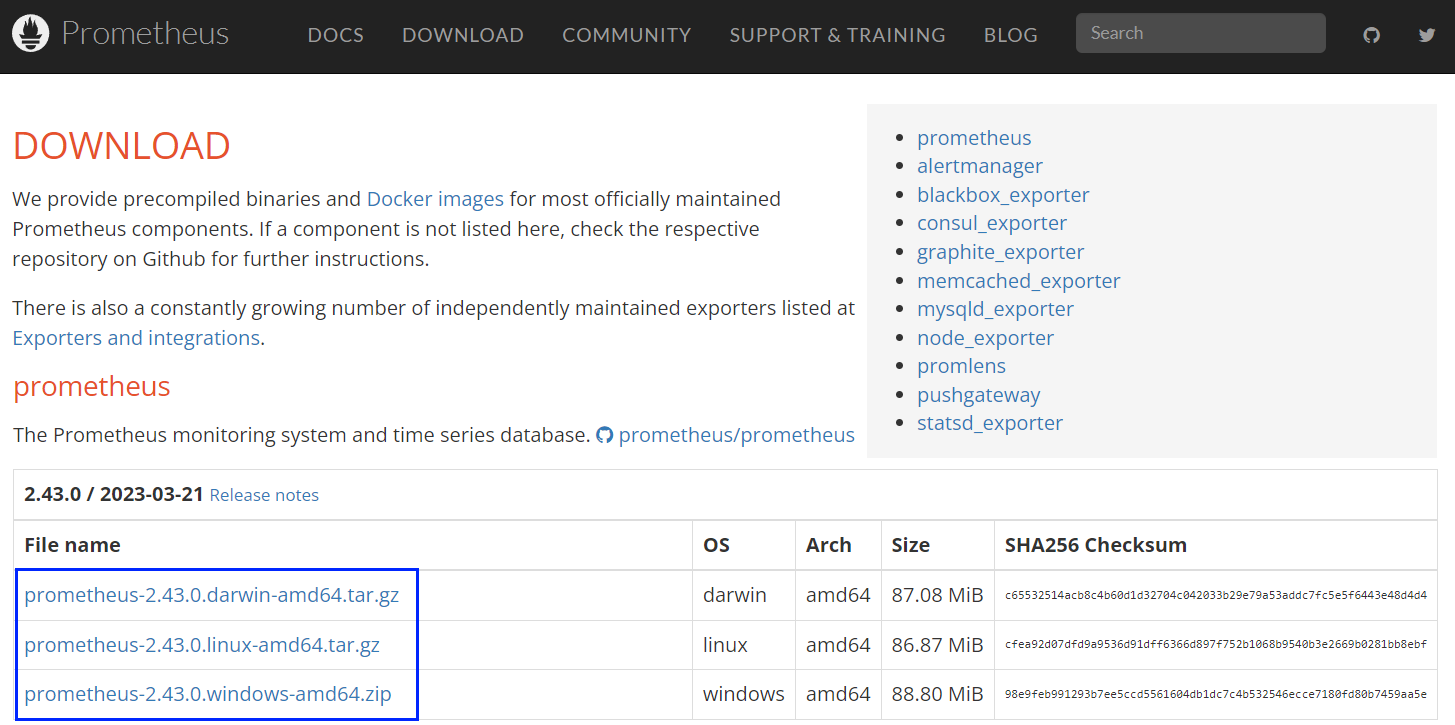 Prometheus DOCS DOWNLOAD COMMUNITY SUPPORT & TRAINING BLOG Search
DOWNLOAD
We provide precompiled binaries and Docker images for most officially maintained
Prometheus components. If a component is not listed here, check the respective
repository on Github for further instructions.
There is also a constantly growing number of independently maintained exporters listed at
Exporters and integrations.
prometheus
The Prometheus monitoring system and time series database. prometheus/prometheus
prometheus
alertmanager
blackbox_exporter
consul_exporter
graphite_exporter
memcached_exporter
mysqld_exporter
node_exporter
promlens
pushgateway
statsd_exporter
2.43.0 / 2023-03-21 Release notes
File name OS Arch Size SHA256 Checksum
prometheus-2.43.0.darwin-amd64.tar.gz darwin amd64 87.08 MiB c65532514acb8c4b60d1d32704c042033b29e79a53addc7fc5e5f6443e48d4d4
prometheus-2.43.0.linux-amd64.tar.gz linux amd64 86.87 MiB cfea92d07dfd9a9536d91dff6366d897f752b1068b9540b3e2669b0281bb8ebf
prometheus-2.43.0.windows-amd64.zip windows amd64 88.80 MiB 98e9feb991293b7ee5ccd5561604db1dc7c4b532546ecce7180fd80b7459aa5e